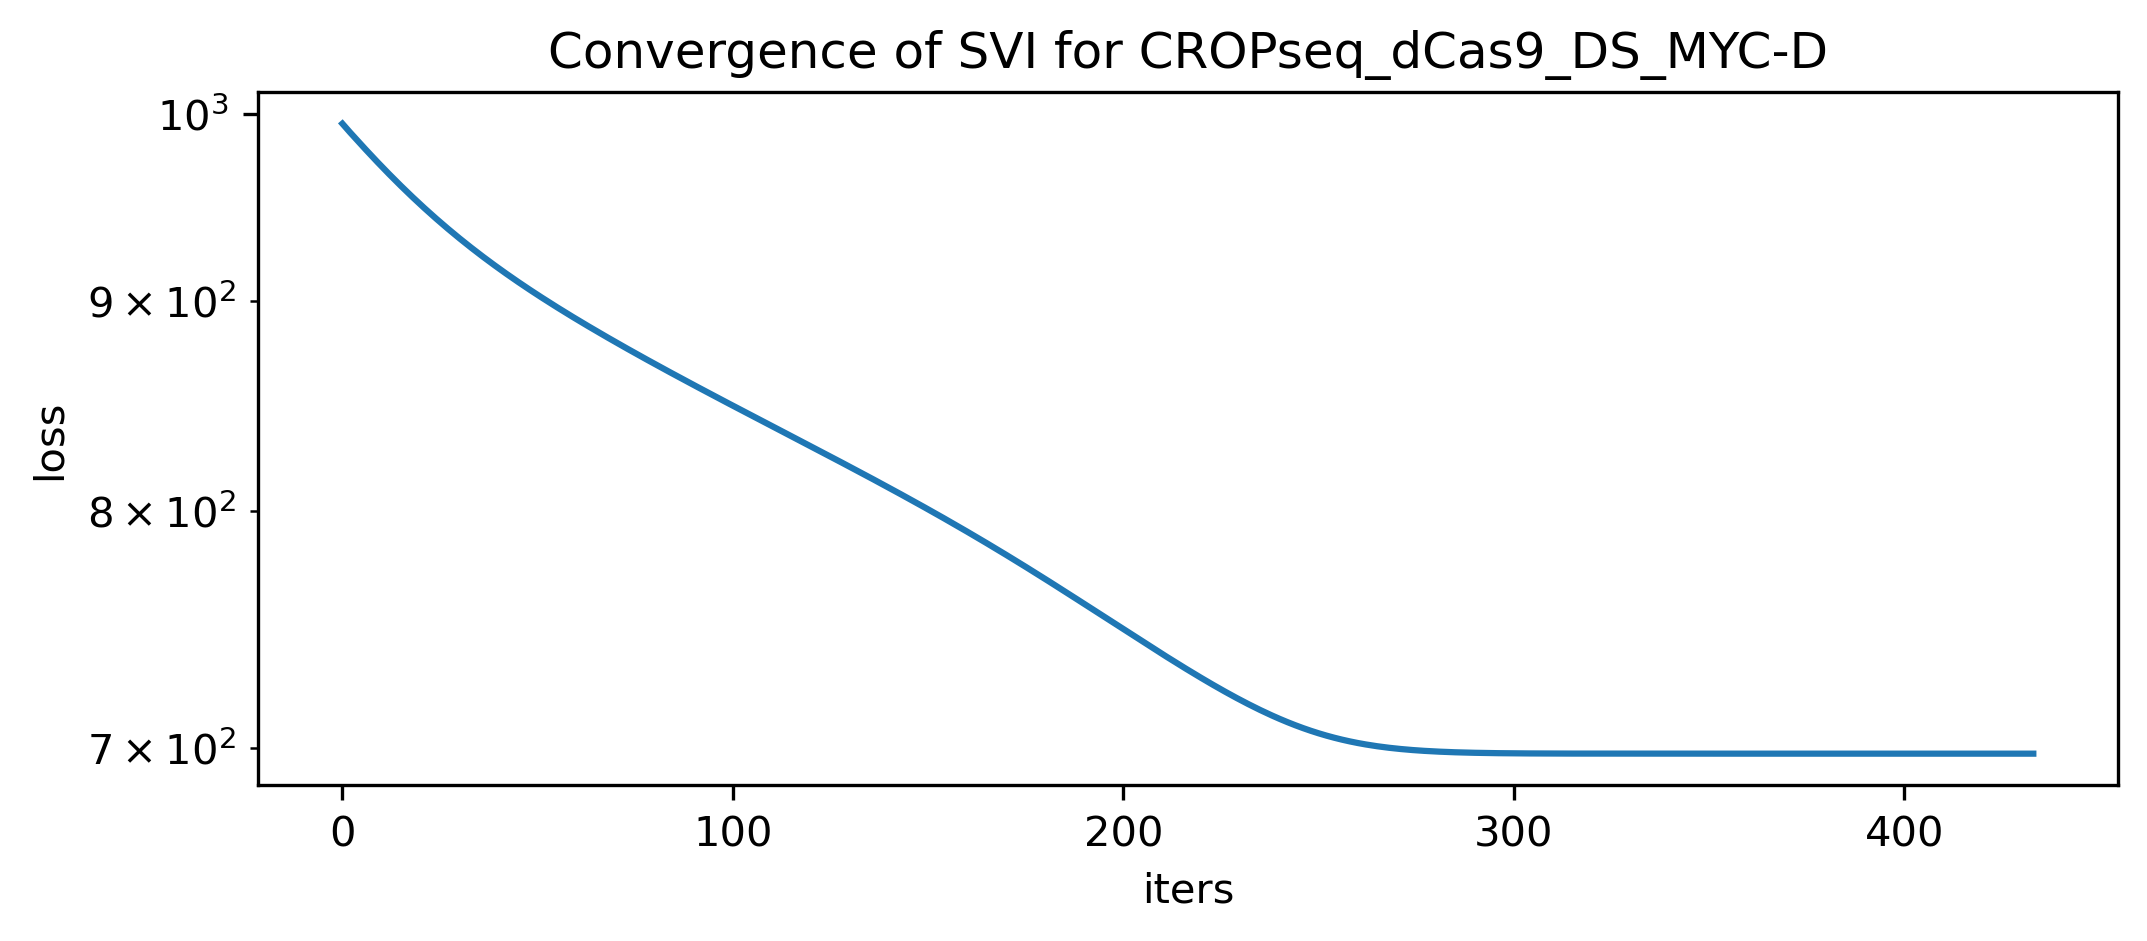 Convergence of SVI for CROPseq_dCas9_DS_MYC-D
10³
9 × 10²
8 × 10²
7 × 10²
loss
0 100 200 300 400
iters